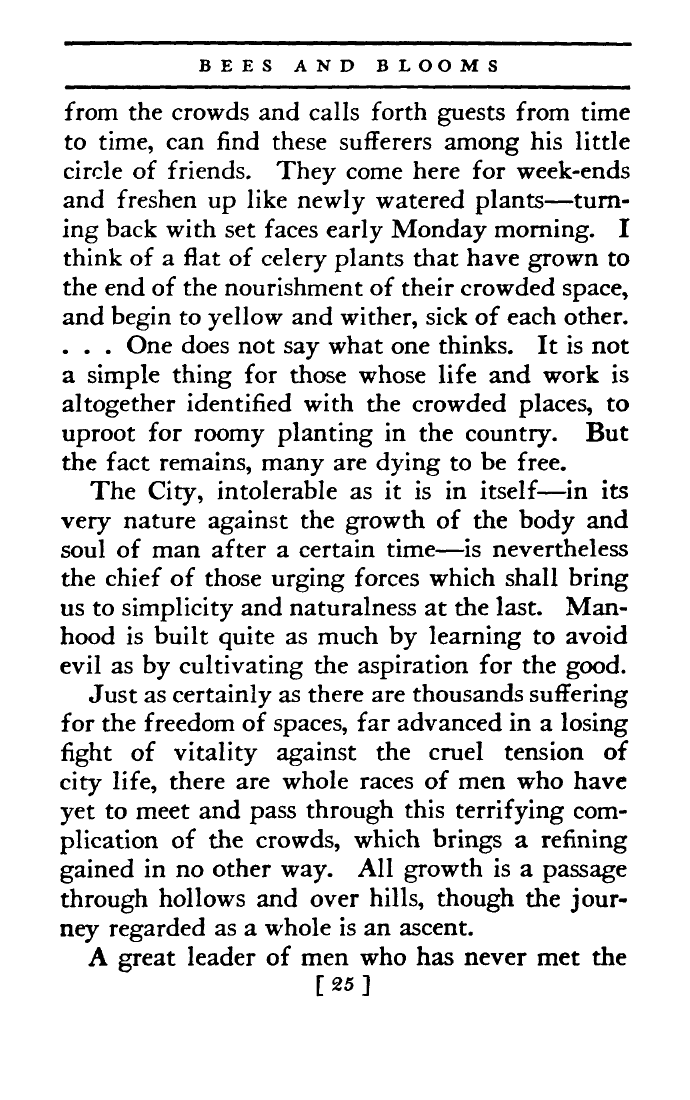 BEES AND BLOOMS
from the crowds and calls forth guests from time
to time, can find these sufferers among his little
circle of friends. They come here for week-ends
and freshen up like newly watered plants—turn-
ing back with set faces early Monday morning. I
think of a flat of celery plants that have grown to
the end of the nourishment of their crowded space,
and begin to yellow and wither, sick of each other.
. . . One does not say what one thinks. It is not
a simple thing for those whose life and work is
altogether identified with the crowded places, to
uproot for roomy planting in the country. But
the fact remains, many are dying to be free.
The City, intolerable as it is in itself—in its
very nature against the growth of the body and
soul of man after a certain time—is nevertheless
the chief of those urging forces which shall bring
us to simplicity and naturalness at the last. Man-
hood is built quite as much by learning to avoid
evil as by cultivating the aspiration for the good.
Just as certainly as there are thousands suffering
for the freedom of spaces, far advanced in a losing
fight of vitality against the cruel tension of
city life, there are whole races of men who have
yet to meet and pass through this terrifying com-
plication of the crowds, which brings a refining
gained in no other way. All growth is a passage
through hollows and over hills, though the jour-
ney regarded as a whole is an ascent.
A great leader of men who has never met the
[ 25 ]